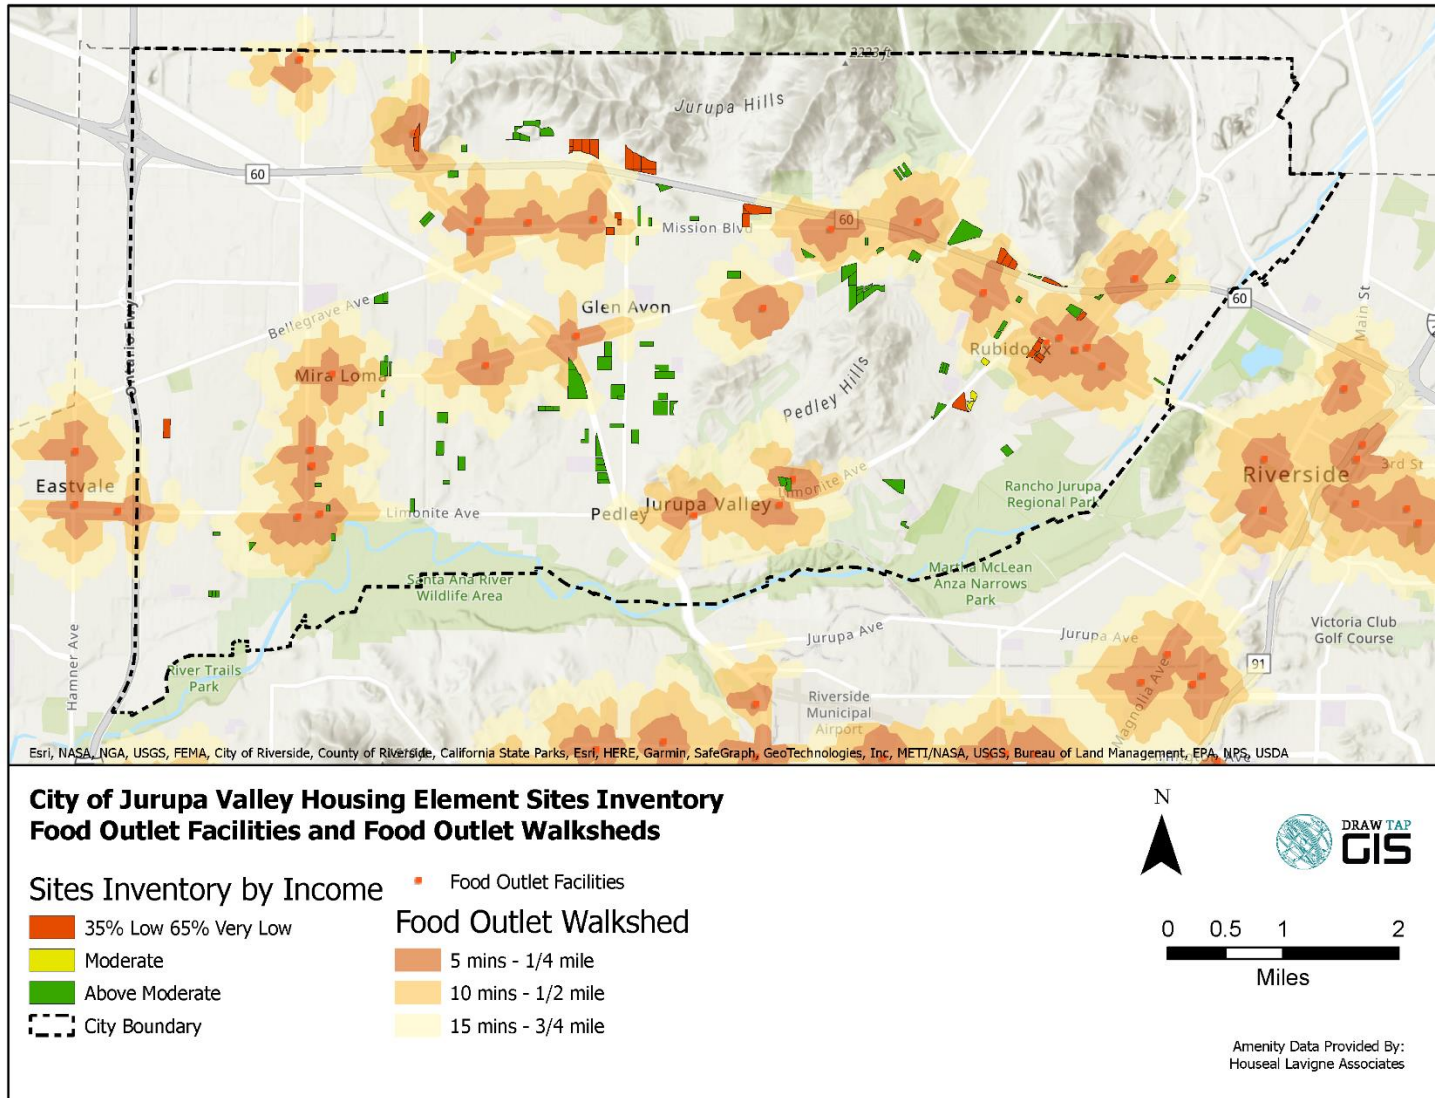 2223 ft
Jurupa Hills
60
Mission Blvd
60
Ontario Fwy
Bellegrave Ave
Glen Avon
60
Main St
Mira Loma
Rubidoux
Pedley Hills
Eastvale
Riverside
3rd St
Limonite Ave
Limonite Ave
Pedley
Jurupa Valley
Rancho Jurupa
Regional Park
Santa Ana River
Wildlife Area
Martha McLean
Anza Narrows
Park
Jurupa Ave
Jurupa Ave
Victoria Club
Golf Course
91
Hamner Ave
River Trails
Park
Magnolia Ave
Riverside
Municipal
Airport
Esri, NASA, NGA, USGS, FEMA, City of Riverside, County of Riverside, California State Parks, Esri, HERE, Garmin, SafeGraph, GeoTechnologies, Inc, METI/NASA, USGS, Bureau of Land Management, EPA, NPS, USDA
City of Jurupa Valley Housing Element Sites Inventory
Food Outlet Facilities and Food Outlet Walksheds
Sites Inventory by Income
35% Low 65% Very Low
Moderate
Above Moderate
City Boundary
Food Outlet Facilities
Food Outlet Walkshed
5 mins - 1/4 mile
10 mins - 1/2 mile
15 mins - 3/4 mile
N
DRAW TAP
GIS
0 0.5 1 2
Miles
Amenity Data Provided By:
Houseal Lavigne Associates